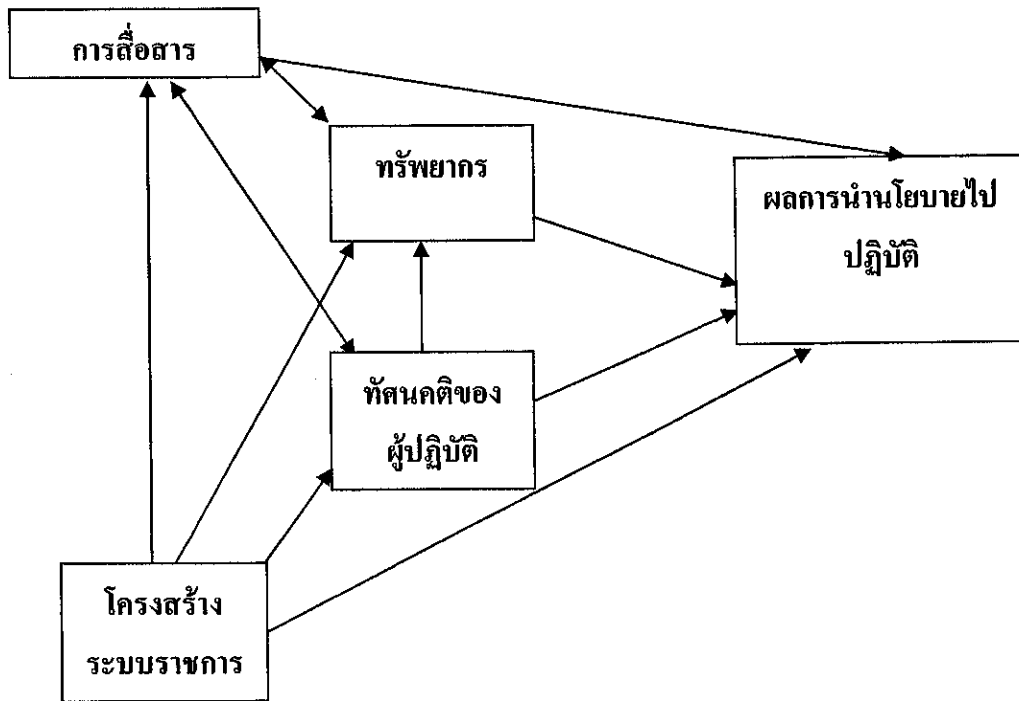 การสื่อสาร
ทรัพยากร
ผลการนำนโยบายไป
ปฏิบัติ
ทัศนคติของ
ผู้ปฏิบัติ
โครงสร้าง
ระบบราชการ